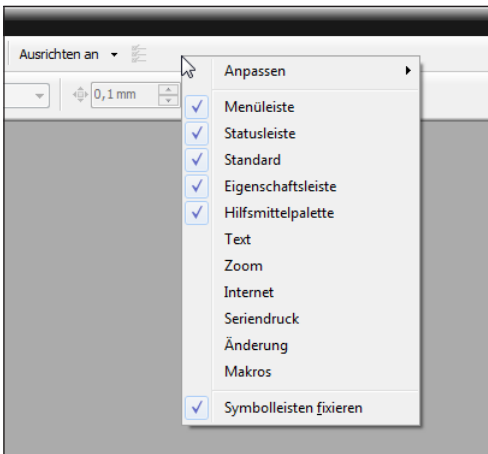 Ausrichten an
0,1 mm
Anpassen
Menüleiste
Statusleiste
Standard
Eigenschaftsleiste
Hilfsmittelpalette
Text
Zoom
Internet
Seriendruck
Änderung
Makros
Symbolleisten fixieren